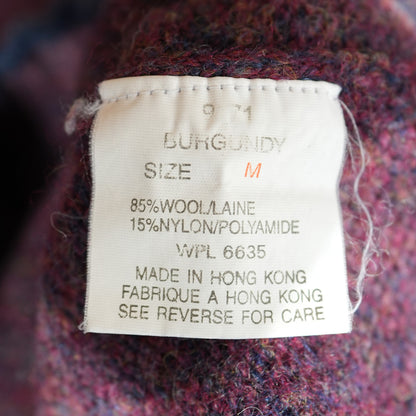 BURGUNDY
SIZE M
85%WOOL/LAINE
15%NYLON/POLYAMIDE
WPL 6635
MADE IN HONG KONG
FABRIQUE A HONG KONG
SEE REVERSE FOR CARE